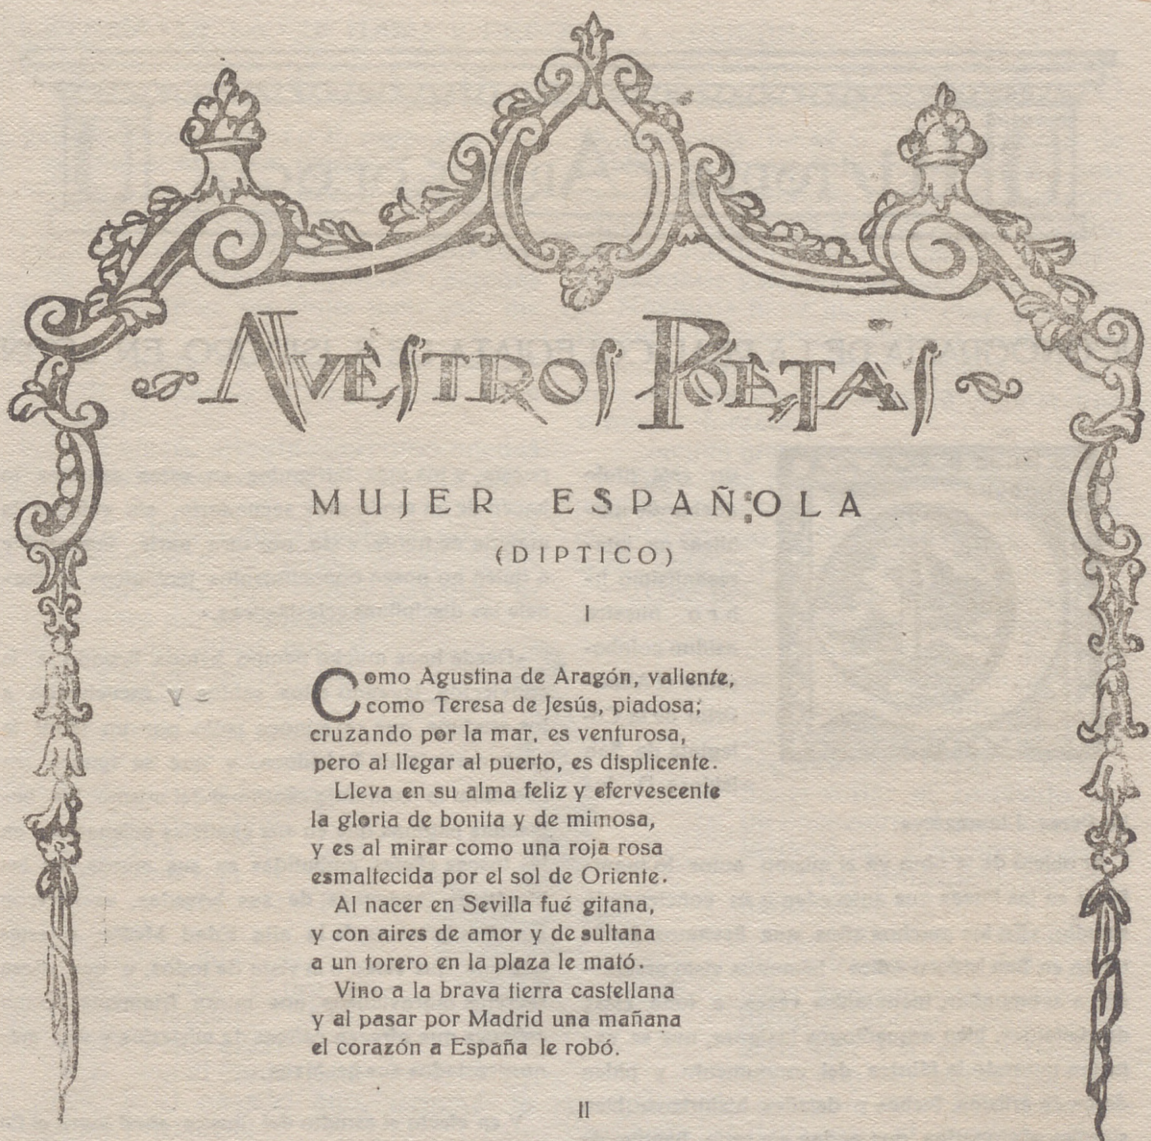 NVESTROS POETAS
MUJER ESPAÑOLA
(DIPTICO)
I
Como Agustina de Aragón, valiente,
como Teresa de Jesús, piadosa;
cruzando por la mar, es venturosa,
pero al llegar al puerto, es displicente.
Lleva en su alma feliz y efervescente
la gloria de bonita y de mimosa,
y es al mirar como una roja rosa
esmaltecida por el sol de Oriente.
Al nacer en Sevilla fué gitana,
y con aires de amor y de sultana
a un torero en la plaza le mató.
Vino a la brava tierra castellana
y al pasar por Madrid una mañana
el corazón a España le robó.
II